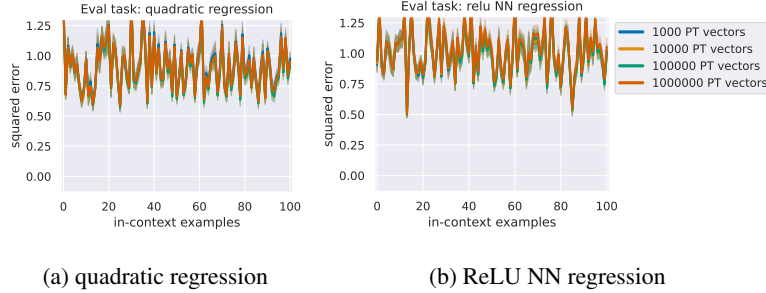 Eval task: quadratic regression
1.25
1.00
0.75
0.50
0.25
0.00
squared error
0 20 40 60 80 100
in-context examples
(a) quadratic regression
Eval task: relu NN regression
1.25
1.00
0.75
0.50
0.25
0.00
squared error
0 20 40 60 80 100
in-context examples
(b) ReLU NN regression
1000 PT vectors
10000 PT vectors
100000 PT vectors
1000000 PT vectors